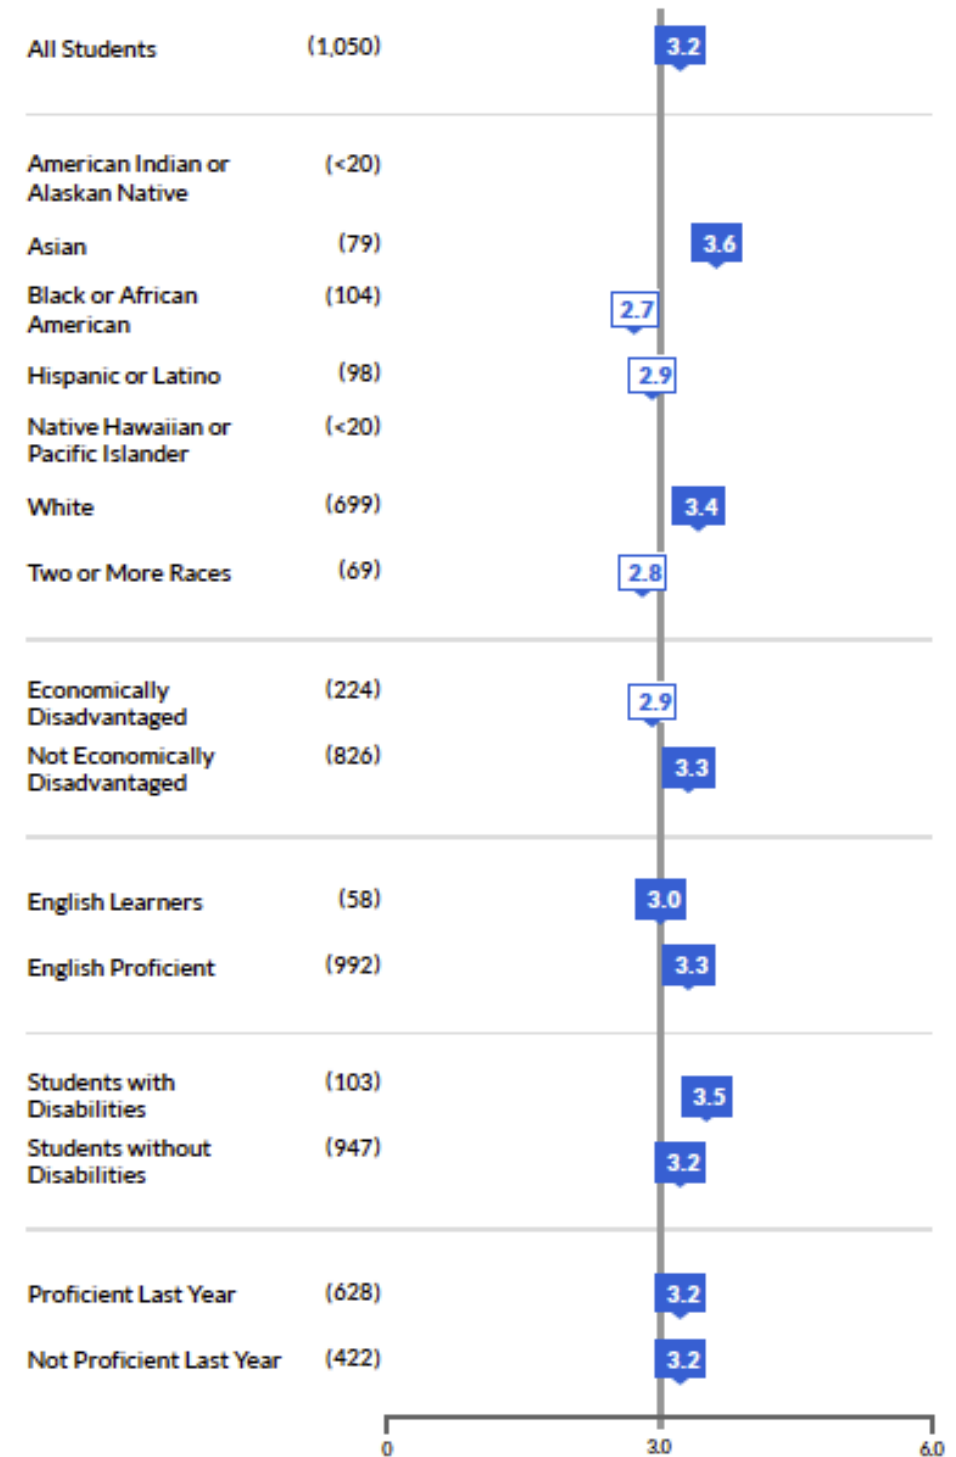 All Students (1,050) 3.2
American Indian or (<20)
Alaskan Native
Asian (79) 3.6
Black or African (104) 2.7
American
Hispanic or Latino (98) 2.9
Native Hawaiian or (<20)
Pacific Islander
White (699) 3.4
Two or More Races (69) 2.8
Economically (224) 2.9
Disadvantaged
Not Economically (826) 3.3
Disadvantaged
English Learners (58) 3.0
English Proficient (992) 3.3
Students with (103) 3.5
Disabilities
Students without (947) 3.2
Disabilities
Proficient Last Year (628) 3.2
Not Proficient Last Year (422) 3.2
0 3.0 6.0